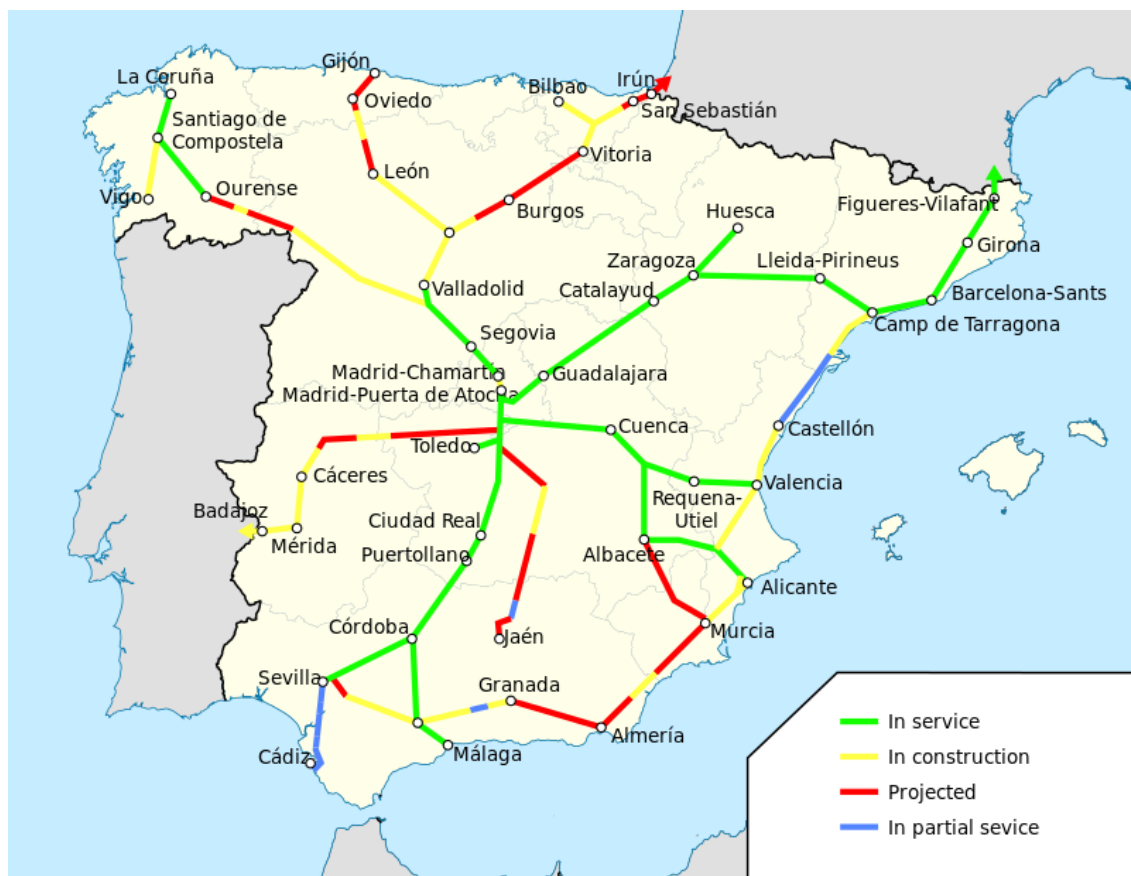 Gijón
La Coruña
Oviedo
Bilbao
Irún
San Sebastián
Santiago de
Compostela
Vitoria
León
Vigo
Ourense
Burgos
Huesca
Figueres-Vilafant
Girona
Zaragoza
Lleida-Pirineus
Valladolid
Catalayud
Barcelona-Sants
Camp de Tarragona
Segovia
Madrid-Chamartín
Guadalajara
Madrid-Puerta de Atocha
Cuenca
Castellón
Toledo
Cáceres
Valencia
Requena-
Utiel
Badajoz
Mérida
Ciudad Real
Puertollano
Albacete
Alicante
Córdoba
Jaén
Murcia
Sevilla
Granada
Almería
Málaga
Cádiz
In service
In construction
Projected
In partial sevice